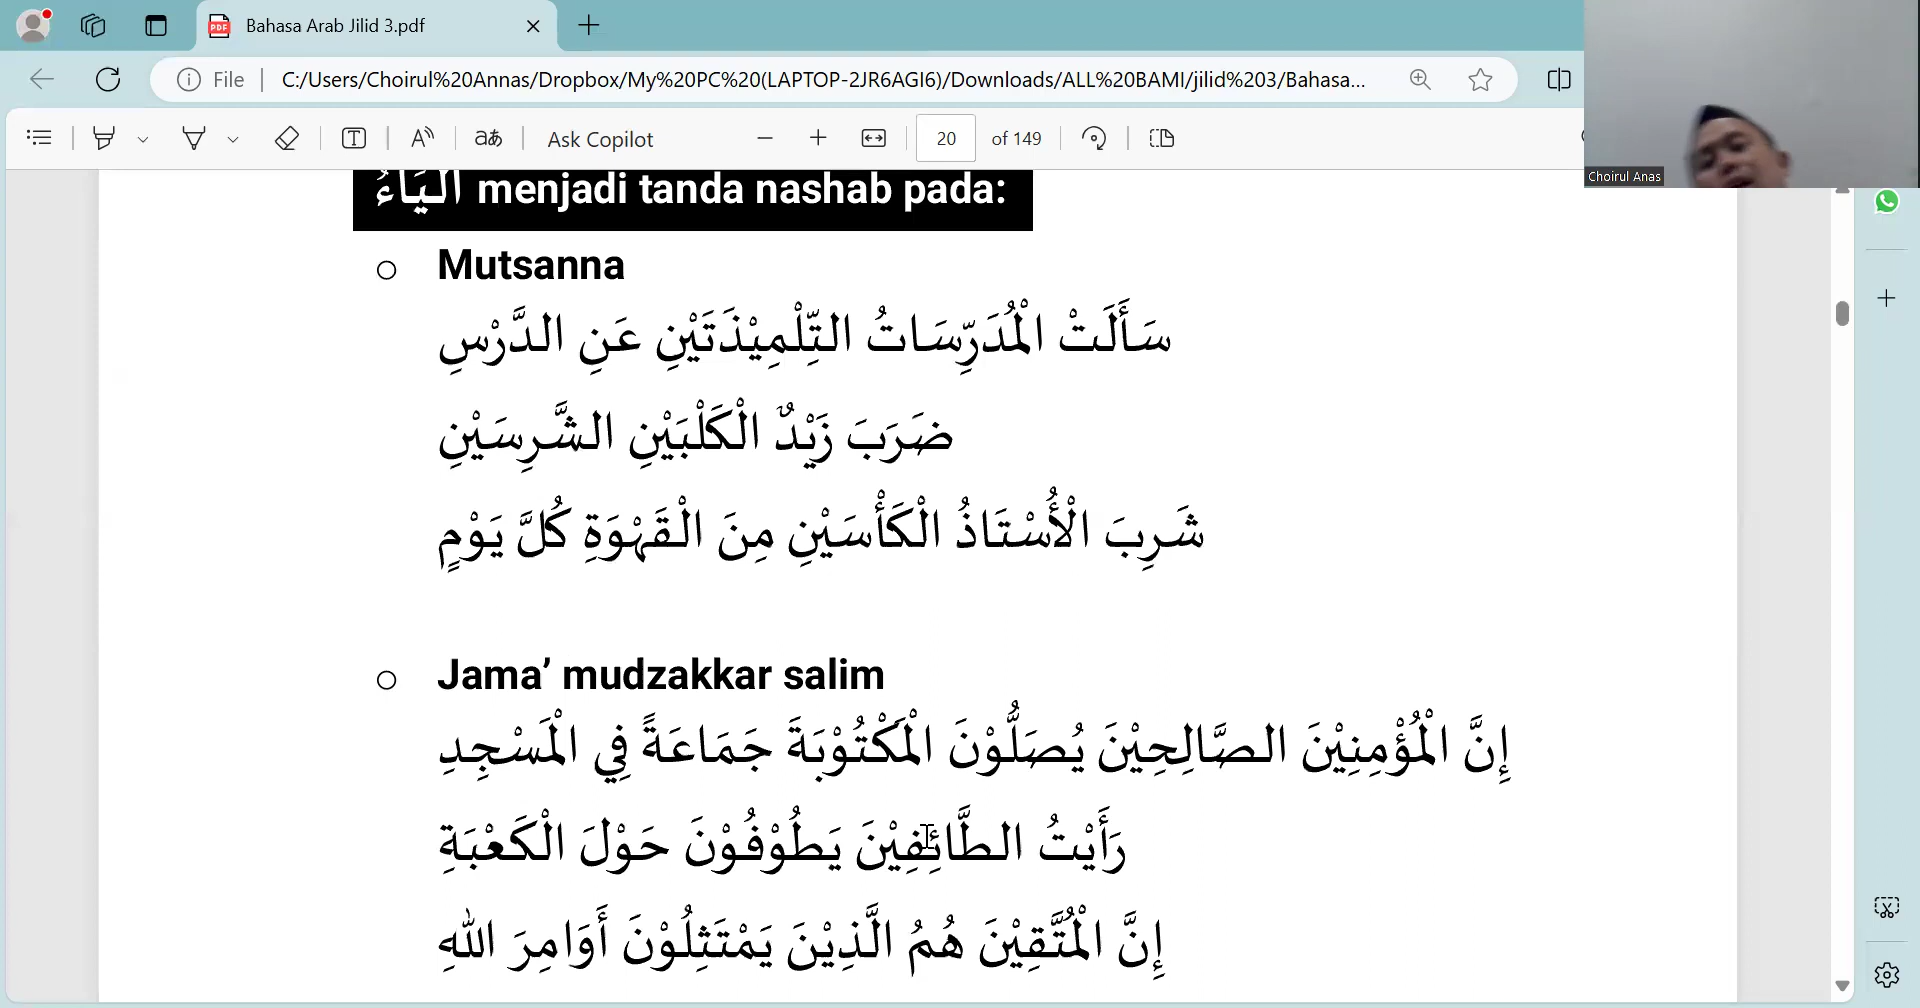 Bahasa Arab Jilid 3.pdf
File
C:/Users/Choirul%20Annas/Dropbox/My%20PC%20(LAPTOP-2JR6AGI6)/Downloads/ALL%20BAMI/jilid%203/Bahasa...
Ask Copilot
20 of 149
Choirul Anas
اَلْيَاءُ menjadi tanda nashab pada:
Mutsanna
سَأَلَتْ الْمُدَرِّسَاتُ التِّلْمِيْذَتَيْنِ عَنِ الدَّرْسِ
ضَرَبَ زَيْدٌ الْكَلْبَيْنِ الشَّرِسَيْنِ
شَرِبَ الْأُسْتَاذُ الْكَأْسَيْنِ مِنَ الْقَهْوَةِ كُلَّ يَوْمٍ
Jama’ mudzakkar salim
إِنَّ الْمُؤْمِنِيْنَ الصَّالِحِيْنَ يُصَلُّوْنَ الْمَكْتُوْبَةَ جَمَاعَةً فِي الْمَسْجِدِ
رَأَيْتُ الطَّائِفِيْنَ يَطُوْفُوْنَ حَوْلَ الْكَعْبَةِ
إِنَّ الْمُتَّقِيْنَ هُمُ الَّذِيْنَ يَمْتَثِلُوْنَ أَوَامِرَ اللهِ